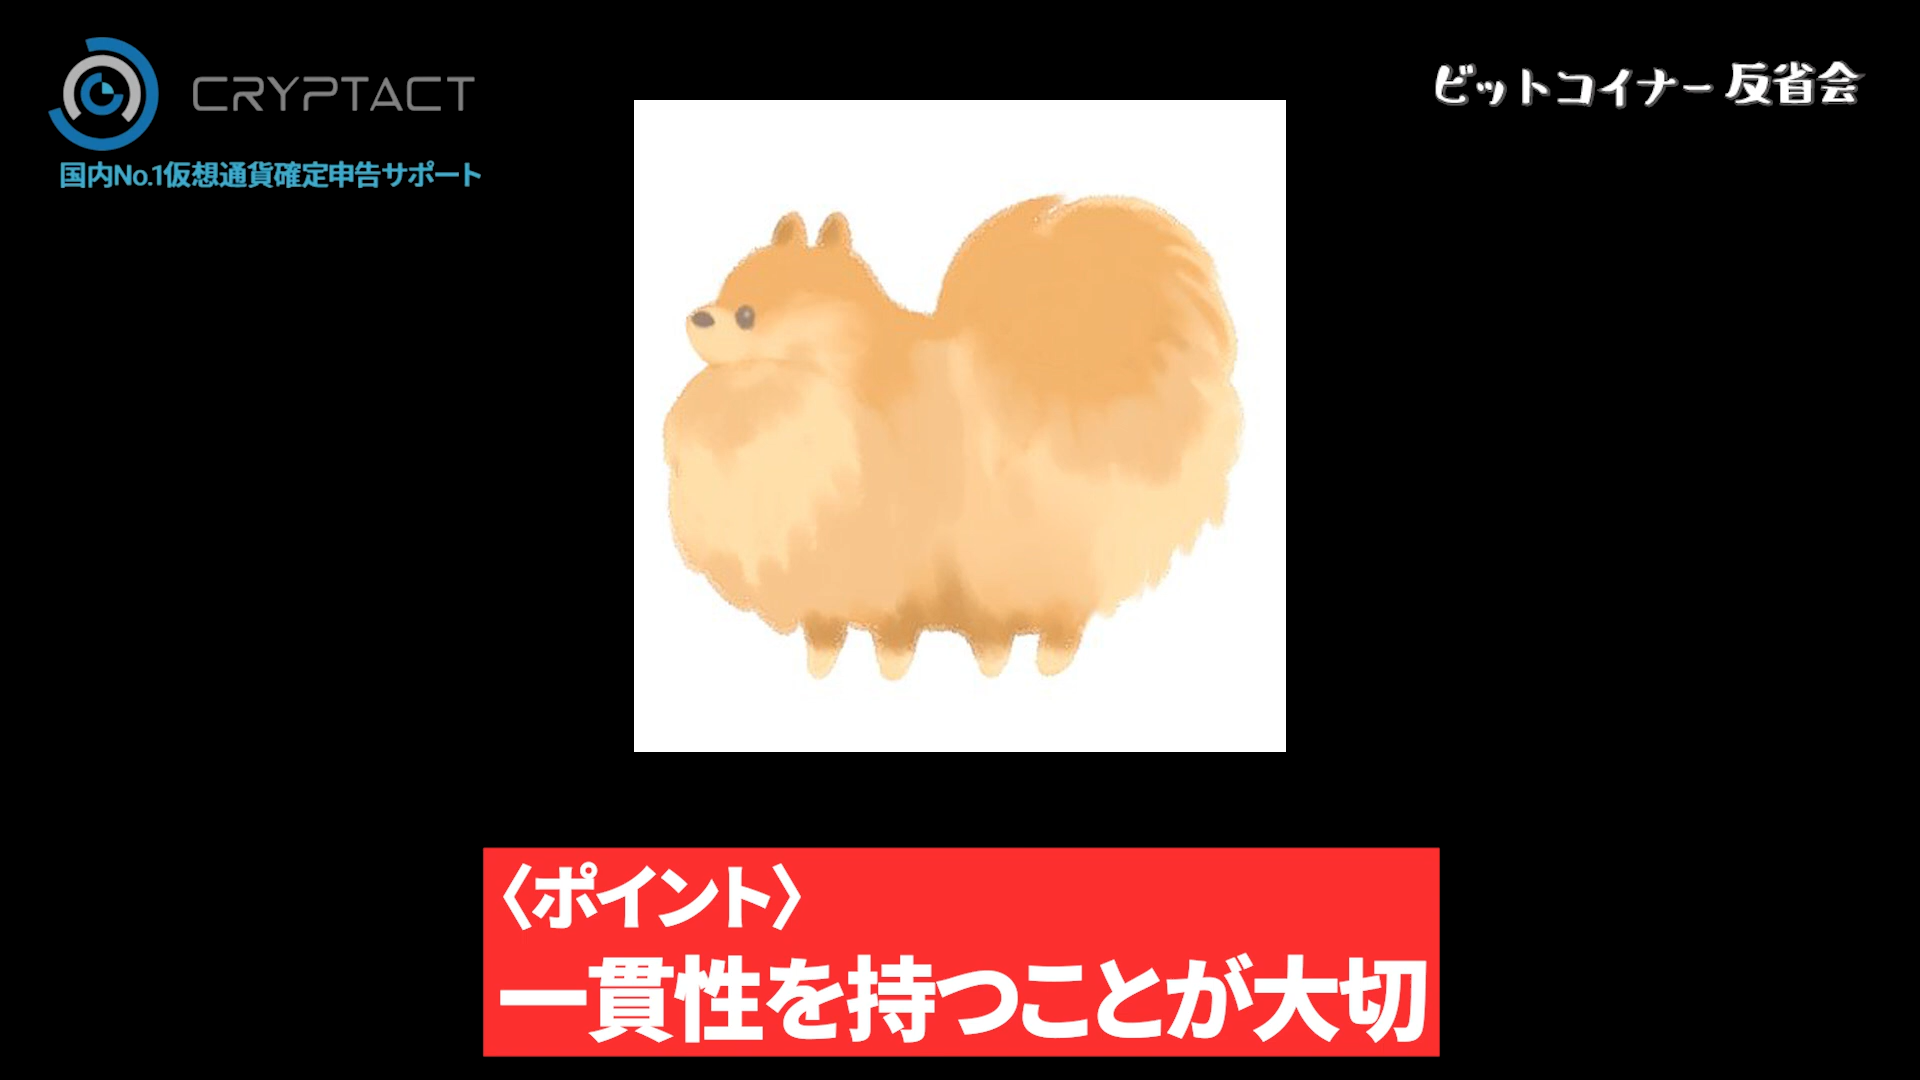 CRYPTACT
国内No.1仮想通貨確定申告サポート
ビットコイナー反省会
〈ポイント〉
一貫性を持つことが大切